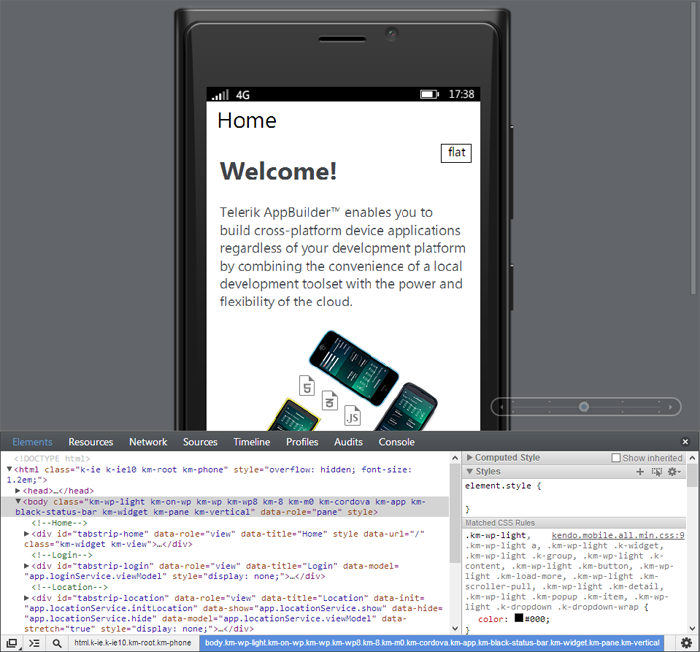 4G 17:38
Home
flat
Welcome!
Telerik AppBuilder™ enables you to
build cross-platform device applications
regardless of your development platform
by combining the convenience of a local
development toolset with the power and
flexibility of the cloud.
5
3
JS
Elements Resources Network Sources Timeline Profiles Audits Console
<!DOCTYPE html>
▼<html class="k-ie k-ie10 km-root km-phone" style="overflow: hidden; font-size:
1.2em;">
▶<head>…</head>
▼<body class="km-wp-light km-on-wp km-wp km-wp8 km-8 km-m0 km-cordova km-app km-
black-status-bar km-widget km-pane km-vertical" data-role="pane" style>
<!--Home-->
▶<div id="tabstrip-home" data-role="view" data-title="Home" style data-url="/"
class="km-widget km-view">…</div>
<!--Login-->
▶<div id="tabstrip-login" data-role="view" data-title="Login" data-model=
"app.loginService.viewModel" style="display: none;">…</div>
<!--Location-->
▶<div id="tabstrip-location" data-role="view" data-title="Location" data-init=
"app.locationService.initLocation" data-show="app.locationService.show" data-hide=
"app.locationService.hide" data-model="app.locationService.viewModel" data-
stretch="true" style="display: none;">…</div>
▶ Computed Style Show inherited
▼ Styles
element.style {
}
Matched CSS Rules
.km-wp-light, kendo.mobile.all.min.css:9
.km-wp-light a, .km-wp-light .k-widget,
.km-wp-light .k-group, .km-wp-light .k-
content, .km-wp-light .km-button, .km-wp-
light .km-load-more, .km-wp-light .km-
scroller-pull, .km-wp-light .km-detail,
.km-wp-light .k-popup .k-item, .km-wp-
light .k-dropdown .k-dropdown-wrap {
color: #000;
html.k-ie.k-ie10.km-root.km-phone body.km-wp-light.km-on-wp.km-wp.km-wp8.km-8.km-m0.km-cordova.km-app.km-black-status-bar.km-widget.km-pane.km-vertical